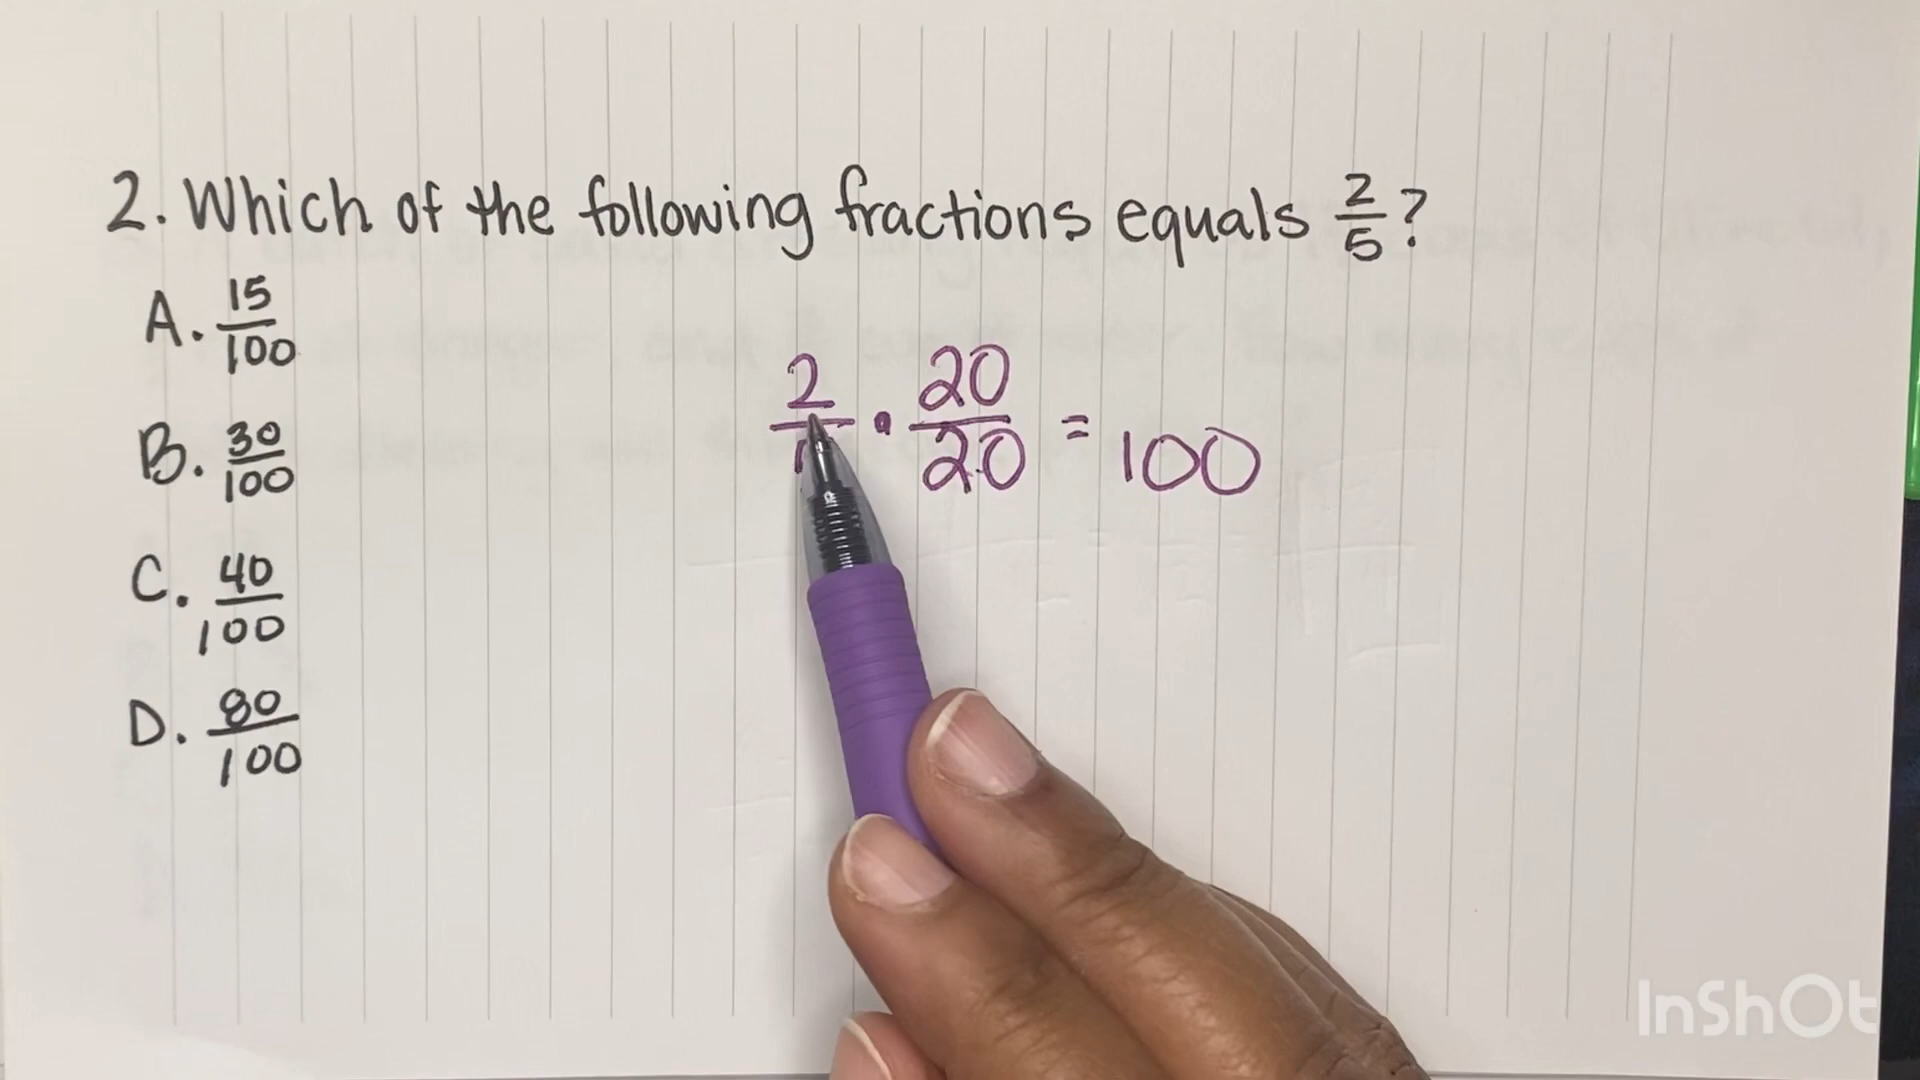 2. Which of the following fractions equals 2/5?
A. 15/100
B. 30/100
C. 40/100
D. 80/100
2/ · 20/20 = 100
InShOt